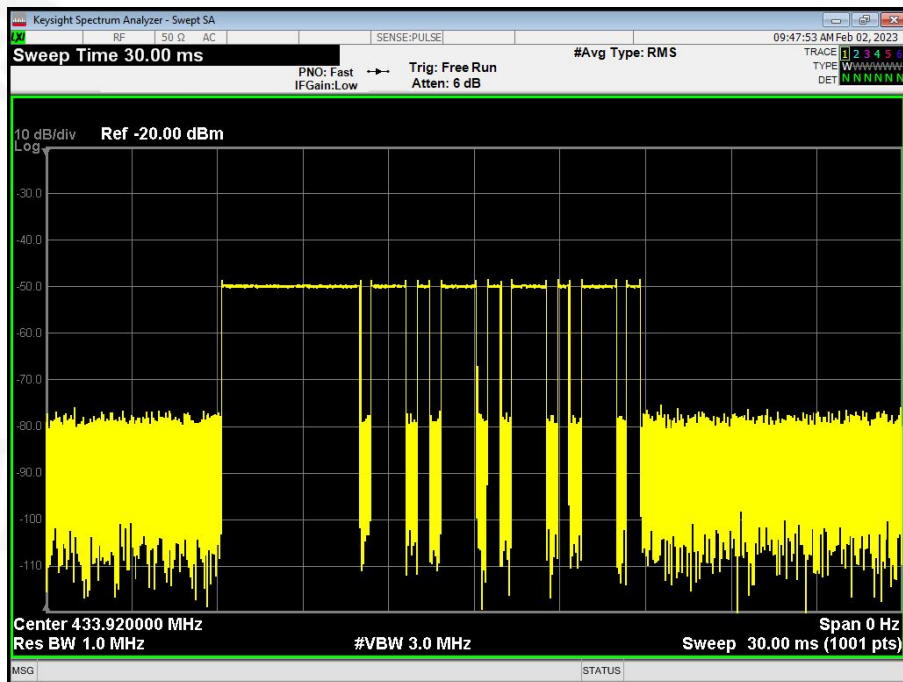 Keysight Spectrum Analyzer - Swept SA
LXI RF 50 Ω AC SENSE:PULSE 09:47:53 AM Feb 02, 2023
Sweep Time 30.00 ms
#Avg Type: RMS
TRACE 1 2 3 4 5 6
PNO: Fast Trig: Free Run
TYPE WWWWWW
IFGain:Low Atten: 6 dB
DET N N N N N N
10 dB/div Ref -20.00 dBm
Log
-30.0
-40.0
-50.0
-60.0
-70.0
-80.0
-90.0
-100
-110
Center 433.920000 MHz Span 0 Hz
Res BW 1.0 MHz #VBW 3.0 MHz Sweep 30.00 ms (1001 pts)
MSG STATUS